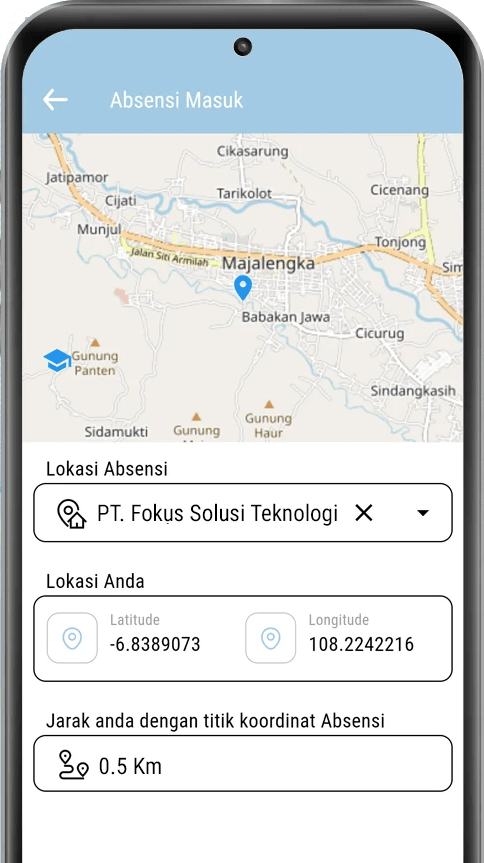 Absensi Masuk
Cikasarung
Jatipamor
Tarikolot
Cicenang
Cijati
Munjul
Tonjong
Jalan Siti Armilah
Majalengka
Sim
Babakan Jawa
Cicurug
Gunung
Panten
Sindangkasih
Gunung
Haur
Sidamukti
Gunung
Lokasi Absensi
PT. Fokus Solusi Teknologi
Lokasi Anda
Latitude
-6.8389073
Longitude
108.2242216
Jarak anda dengan titik koordinat Absensi
0.5 Km